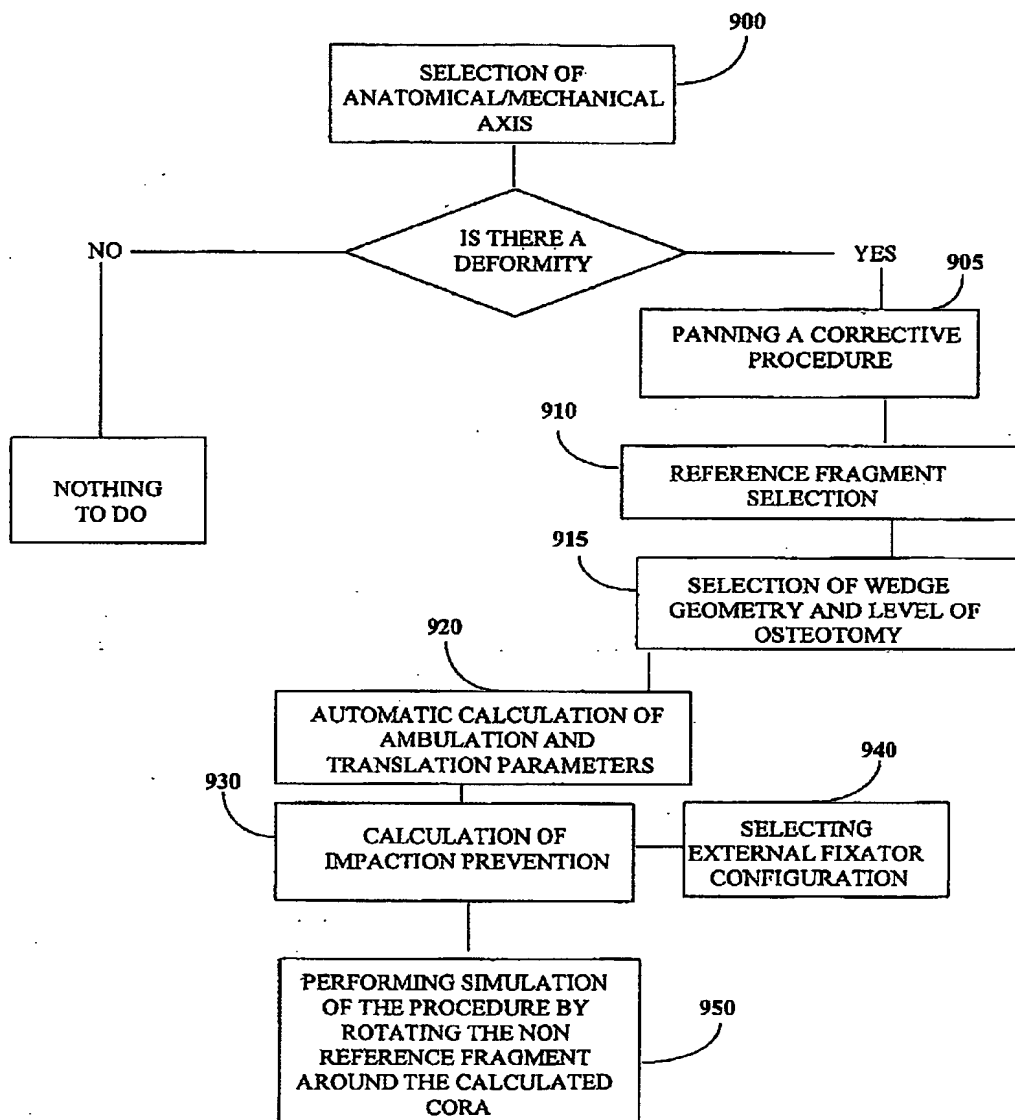 900
SELECTION OF
ANATOMICAL/MECHANICAL
AXIS
IS THERE A
DEFORMITY
NO
YES
905
PANNING A CORRECTIVE
PROCEDURE
910
REFERENCE FRAGMENT
SELECTION
NOTHING
TO DO
915
SELECTION OF WEDGE
GEOMETRY AND LEVEL OF
OSTEOTOMY
920
AUTOMATIC CALCULATION OF
AMBULATION AND
TRANSLATION PARAMETERS
930
CALCULATION OF
IMPACTION PREVENTION
940
SELECTING
EXTERNAL FIXATOR
CONFIGURATION
PERFORMING SIMULATION
OF THE PROCEDURE BY
ROTATING THE NON
REFERENCE FRAGMENT
AROUND THE CALCULATED
CORA
950